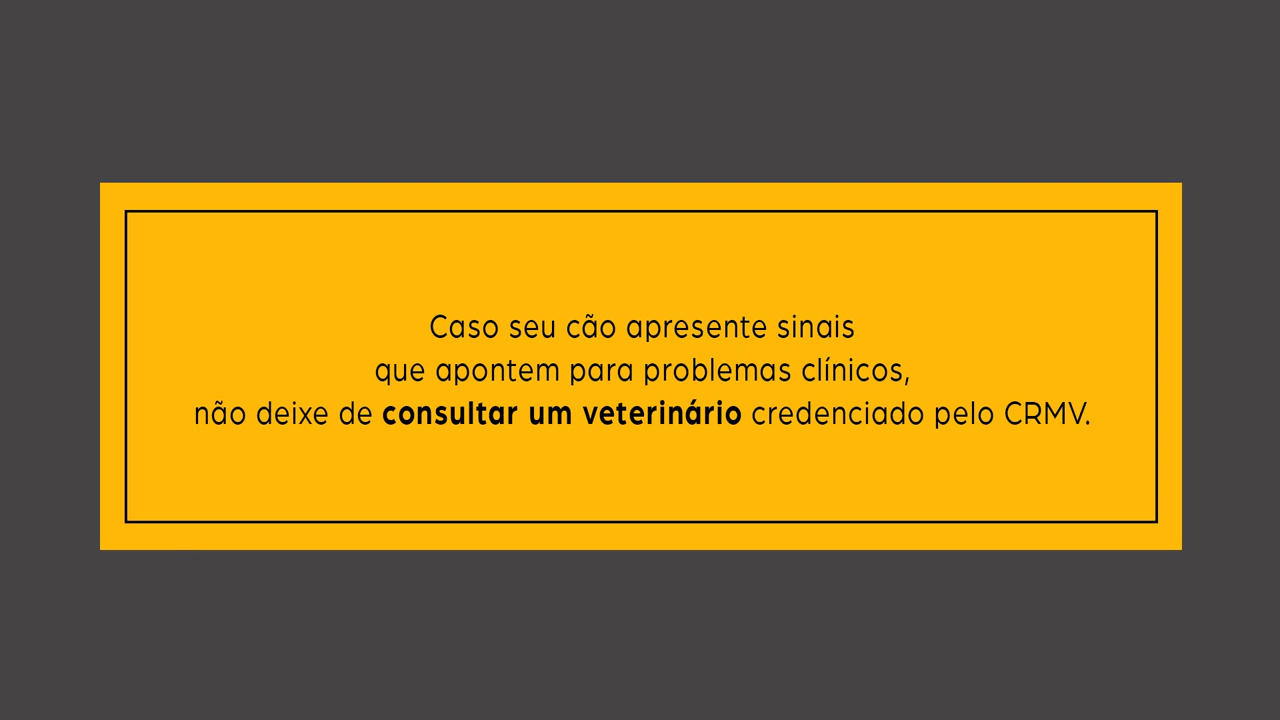 Caso seu cão apresente sinais
que apontem para problemas clínicos,
não deixe de consultar um veterinário credenciado pelo CRMV.